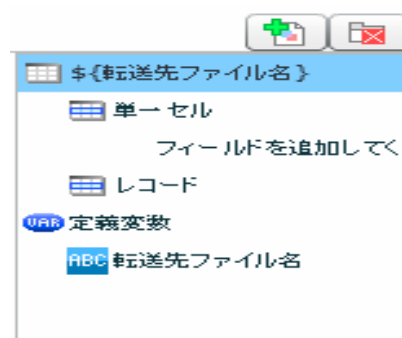 ${転送先ファイル名}
単一セル
フィールドを追加してく
レコード
VAR 定義変数
ABC 転送先ファイル名